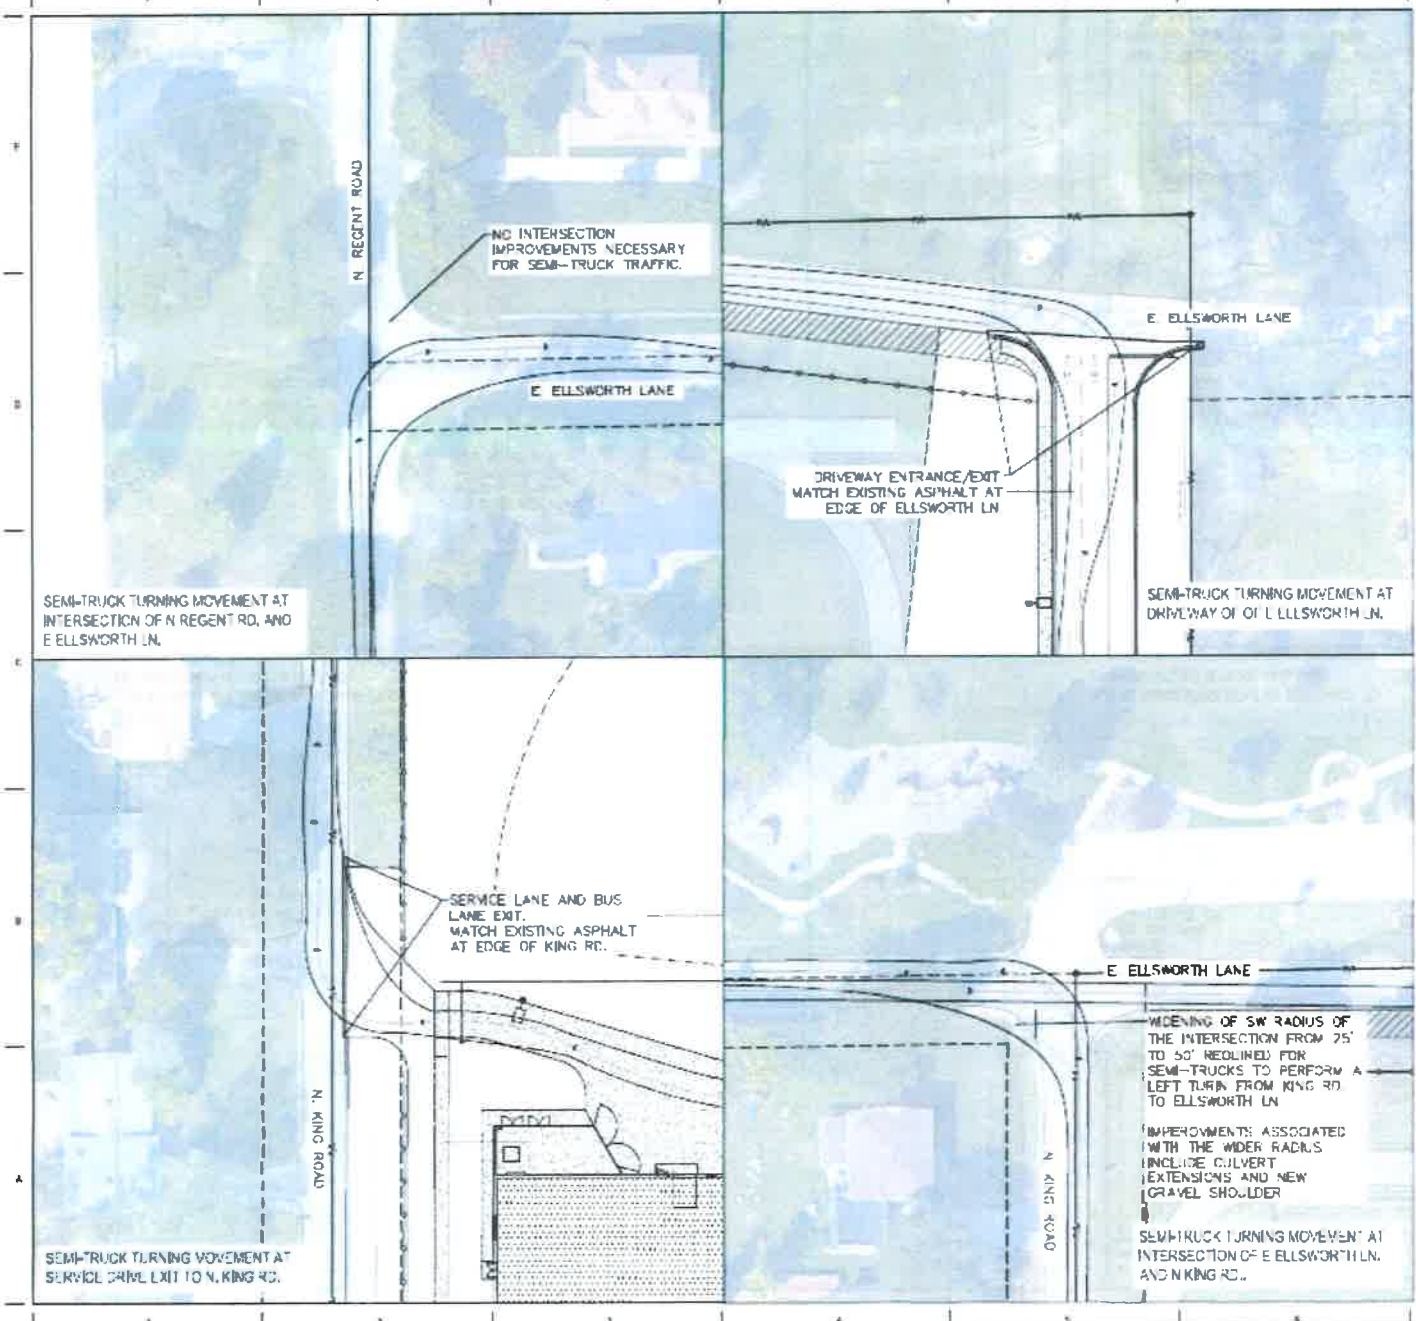 N REGENT ROAD
NO INTERSECTION
IMPROVEMENTS NECESSARY
FOR SEMI-TRUCK TRAFFIC.
E ELLSWORTH LANE
SEMI-TRUCK TURNING MOVEMENT AT
INTERSECTION OF N REGENT RD, AND
E ELLSWORTH LN.
E. ELLSWORTH LANE
DRIVEWAY ENTRANCE/EXIT
MATCH EXISTING ASPHALT AT
EDGE OF ELLSWORTH LN
SEMI-TRUCK TURNING MOVEMENT AT
DRIVEWAY OF OF E ELLSWORTH LN.
SERVICE LANE AND BUS
LANE EXIT.
MATCH EXISTING ASPHALT
AT EDGE OF KING RD.
N. KING ROAD
SEMI-TRUCK TURNING MOVEMENT AT
SERVICE DRIVE EXIT TO N. KING RD.
E ELLSWORTH LANE
WIDENING OF SW RADIUS OF
THE INTERSECTION FROM 25'
TO 50' REQUIRED FOR
SEMI-TRUCKS TO PERFORM A
LEFT TURN FROM KING RD.
TO ELLSWORTH LN
IMPEROVMENTS ASSOCIATED
WITH THE WIDER RADIUS
INCLUDE CULVERT
EXTENSIONS AND NEW
GRAVEL SHOULDER
N KING ROAD
SEMI-TRUCK TURNING MOVEMENT AT
INTERSECTION OF E ELLSWORTH LN.
AND N KING RD..